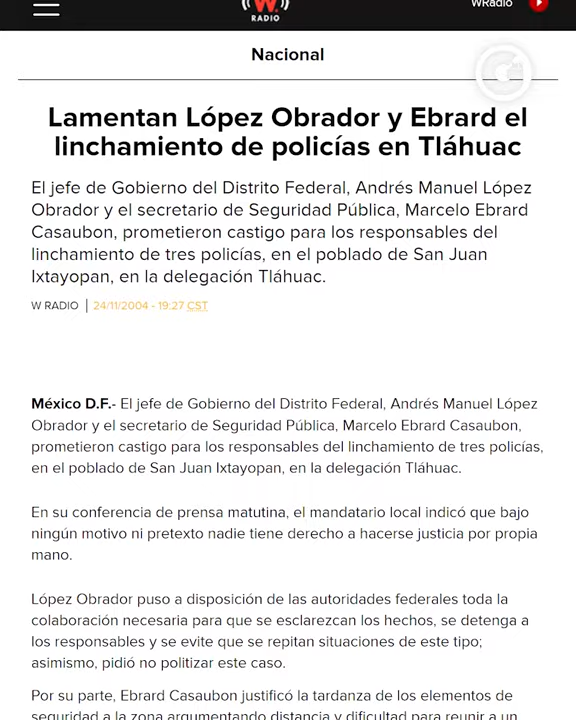 W
RADIO
WRadio
Nacional
Lamentan López Obrador y Ebrard el
linchamiento de policías en Tláhuac
El jefe de Gobierno del Distrito Federal, Andrés Manuel López
Obrador y el secretario de Seguridad Pública, Marcelo Ebrard
Casaubon, prometieron castigo para los responsables del
linchamiento de tres policías, en el poblado de San Juan
Ixtayopan, en la delegación Tláhuac.
W RADIO | 24/11/2004 - 19:27 CST
México D.F.- El jefe de Gobierno del Distrito Federal, Andrés Manuel López
Obrador y el secretario de Seguridad Pública, Marcelo Ebrard Casaubon,
prometieron castigo para los responsables del linchamiento de tres policías,
en el poblado de San Juan Ixtayopan, en la delegación Tláhuac.
En su conferencia de prensa matutina, el mandatario local indicó que bajo
ningún motivo ni pretexto nadie tiene derecho a hacerse justicia por propia
mano.
López Obrador puso a disposición de las autoridades federales toda la
colaboración necesaria para que se esclarezcan los hechos, se detenga a
los responsables y se evite que se repitan situaciones de este tipo;
asimismo, pidió no politizar este caso.
Por su parte, Ebrard Casaubon justificó la tardanza de los elementos de
seguridad a la zona argumentando distancia y dificultad para reunir a un